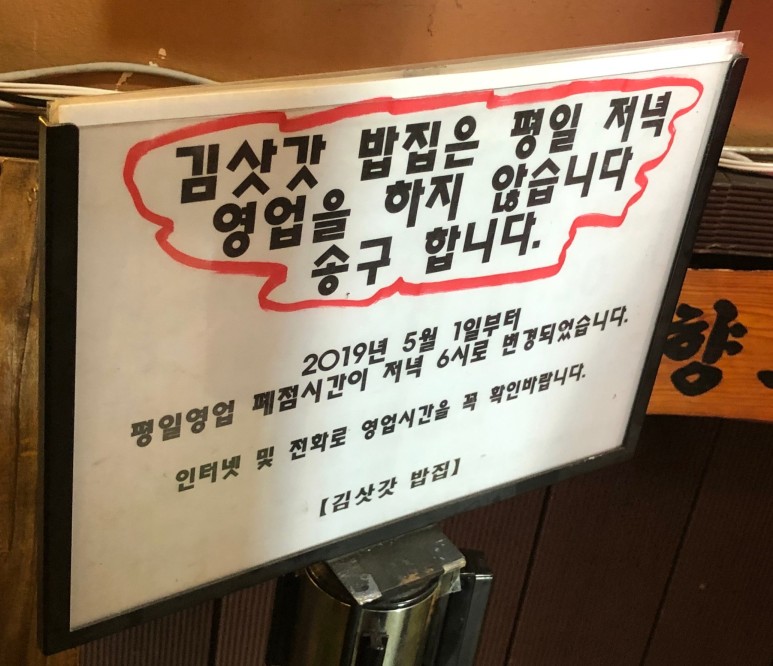 김삿갓 밥집은 평일 저녁
영업을 하지 않습니다
송구 합니다.
2019년 5월 1일부터
평일영업 폐점시간이 저녁 6시로 변경되었습니다.
인터넷 및 전화로 영업시간을 꼭 확인바랍니다.
【김삿갓 밥집】
향